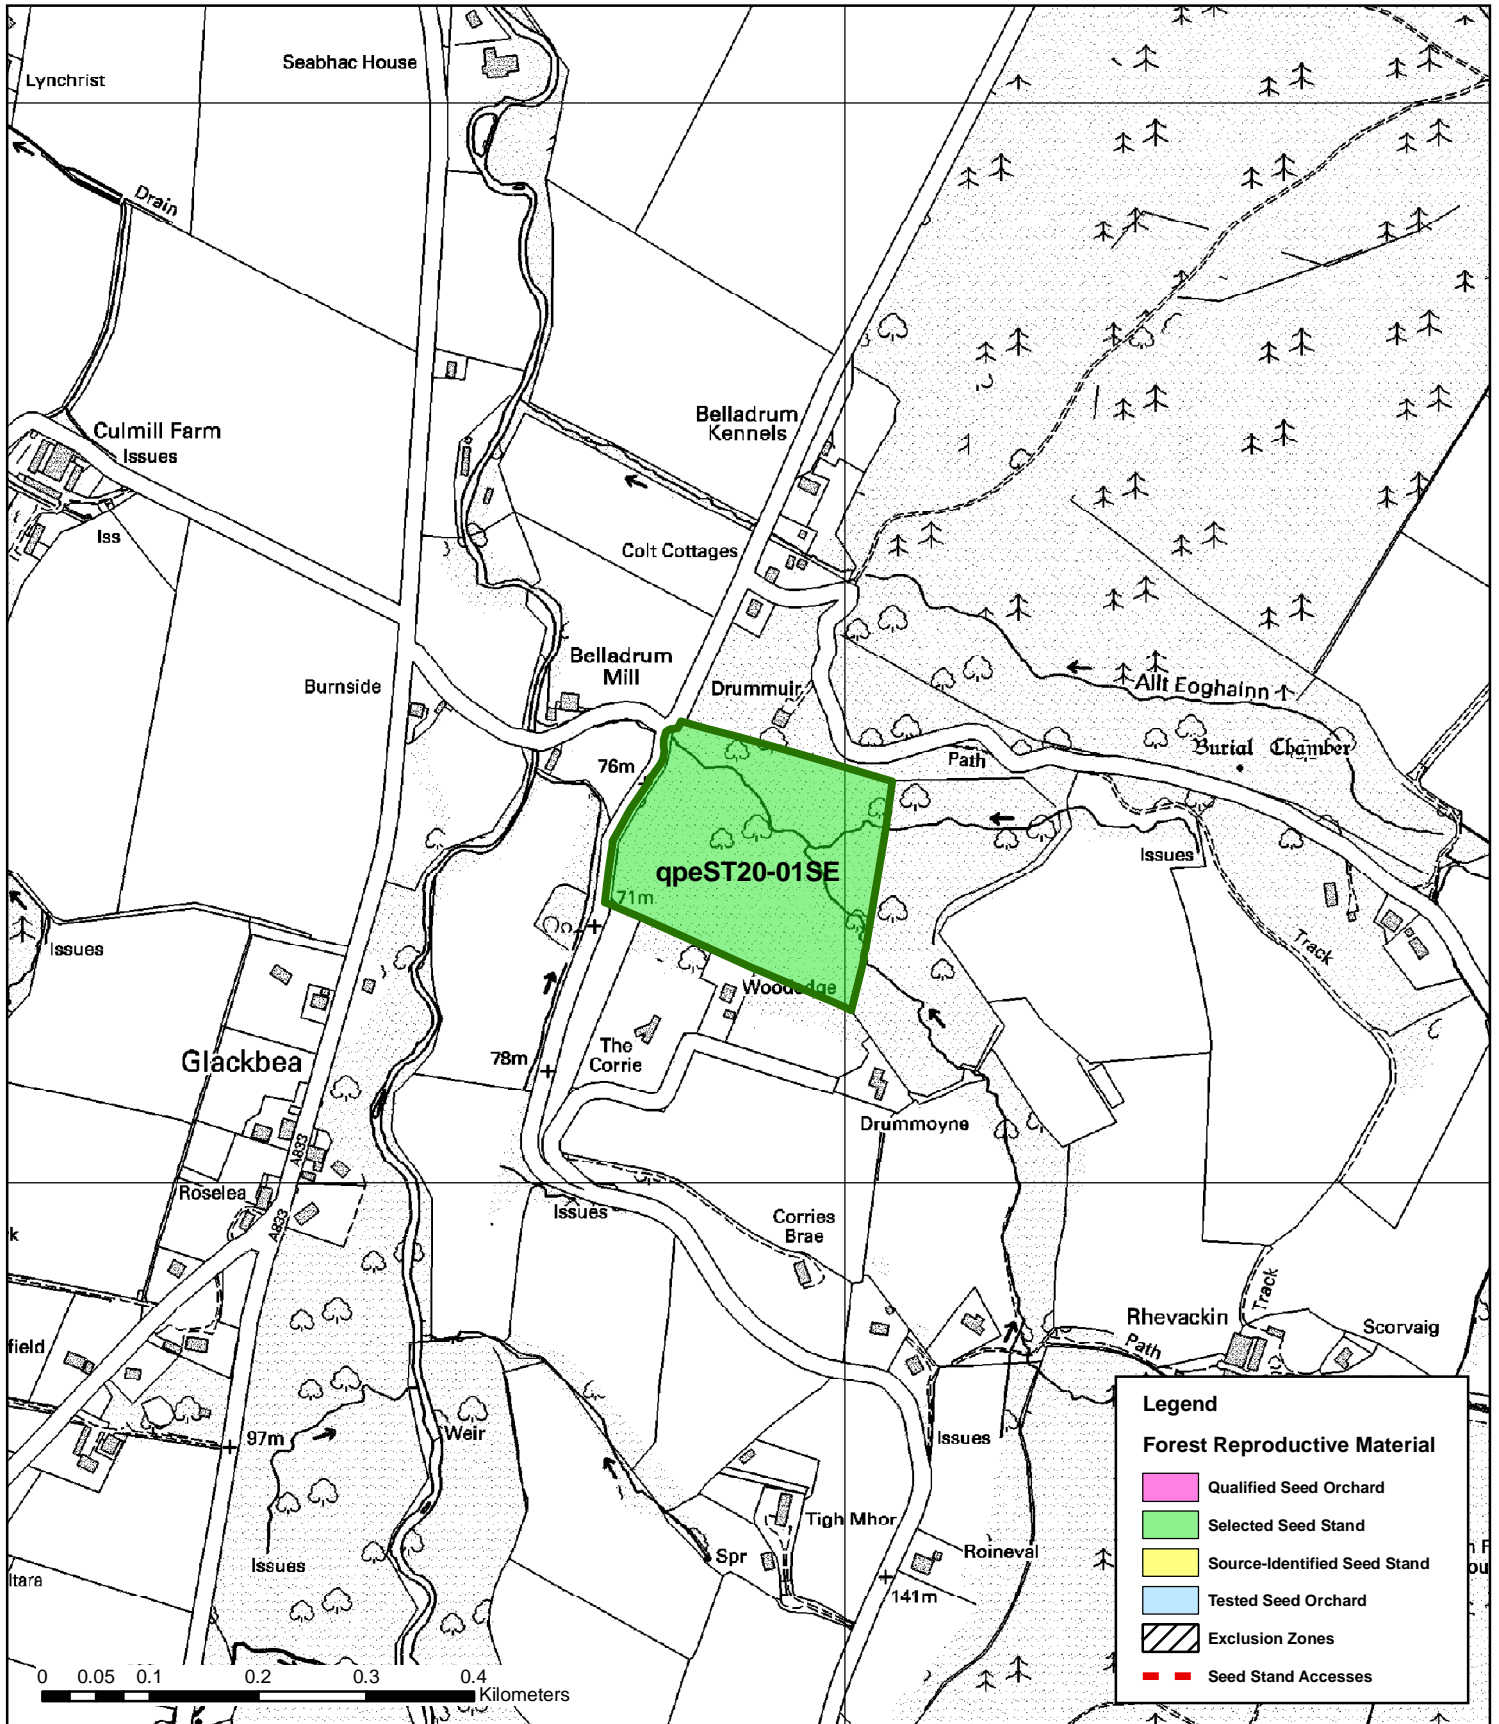 Seabhac House
Lynchrist
Drain
Culmill Farm
Issues
Iss
Belladrum
Kennels
Colt Cottages
Belladrum
Mill
Burnside
Drummuir
Allt Eoghainn
Burial Chamber
Path
76m
qpeST20-01SE
71m
Issues
Issues
Track
Woodedge
The
Corrie
78m
Glackbea
Drummoyne
A833
Roselea
A833
Issues
Corries
Brae
k
Rhevackin
Track
Path
Scorvaig
field
97m
Weir
Issues
Tigh Mhor
Spr
Roineval
Issues
141m
ltara
Legend
Forest Reproductive Material
Qualified Seed Orchard
Selected Seed Stand
Source-Identified Seed Stand
Tested Seed Orchard
Exclusion Zones
Seed Stand Accesses
0 0.05 0.1 0.2 0.3 0.4
Kilometers